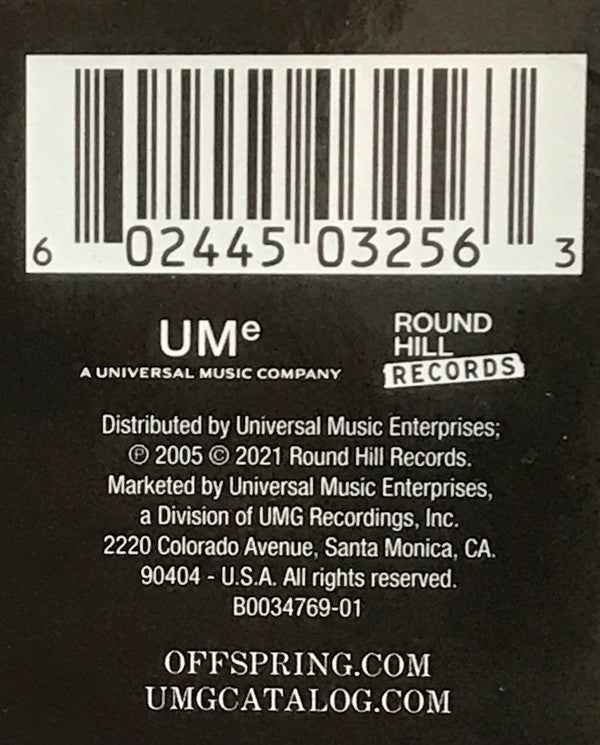 6 02445 03256 3
UMe
A UNIVERSAL MUSIC COMPANY
ROUND
HILL
RECORDS
Distributed by Universal Music Enterprises;
℗ 2005 © 2021 Round Hill Records.
Marketed by Universal Music Enterprises,
a Division of UMG Recordings, Inc.
2220 Colorado Avenue, Santa Monica, CA.
90404 - U.S.A. All rights reserved.
B0034769-01
OFFSPRING.COM
UMGCATALOG.COM